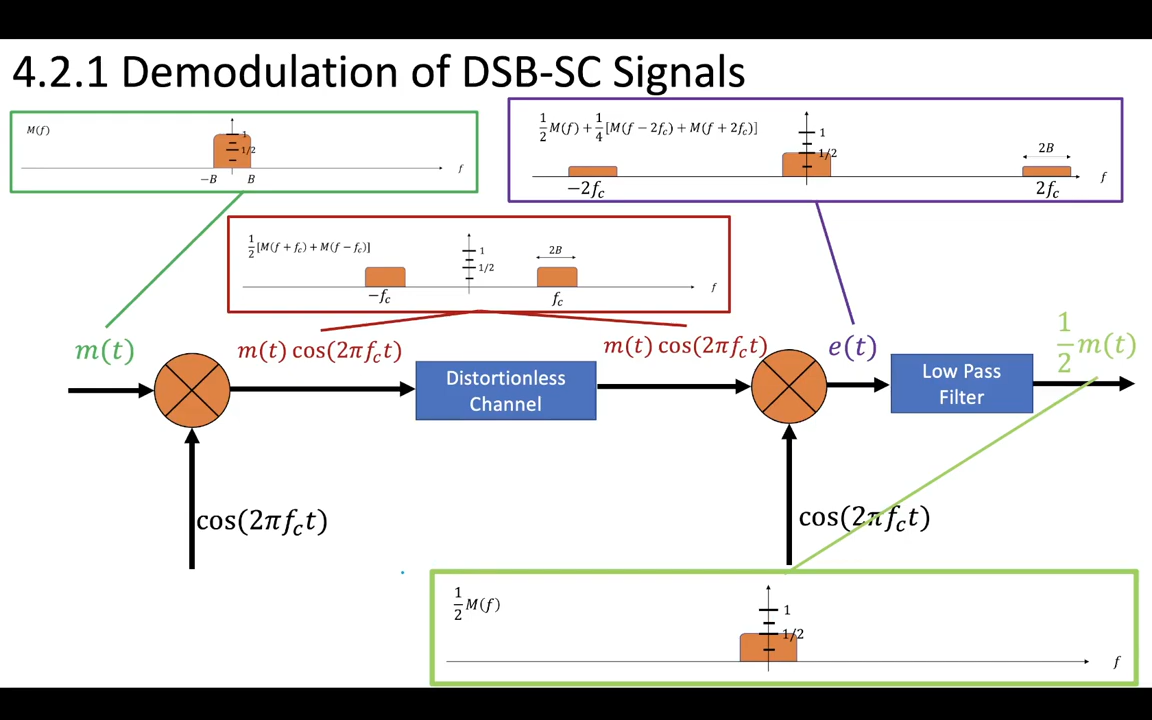 4.2.1 Demodulation of DSB-SC Signals
M(f)
1
1/2
−B B
f
1/2 M(f) + 1/4 [M(f − 2f_c) + M(f + 2f_c)]
1
1/2
2B
−2f_c
2f_c
f
1/2 [M(f + f_c) + M(f − f_c)]
1
1/2
2B
−f_c
f_c
f
m(t)
m(t) cos(2πf_c t)
m(t) cos(2πf_c t)
e(t)
1/2 m(t)
Distortionless
Channel
Low Pass
Filter
cos(2πf_c t)
cos(2πf_c t)
1/2 M(f)
1
1/2
f